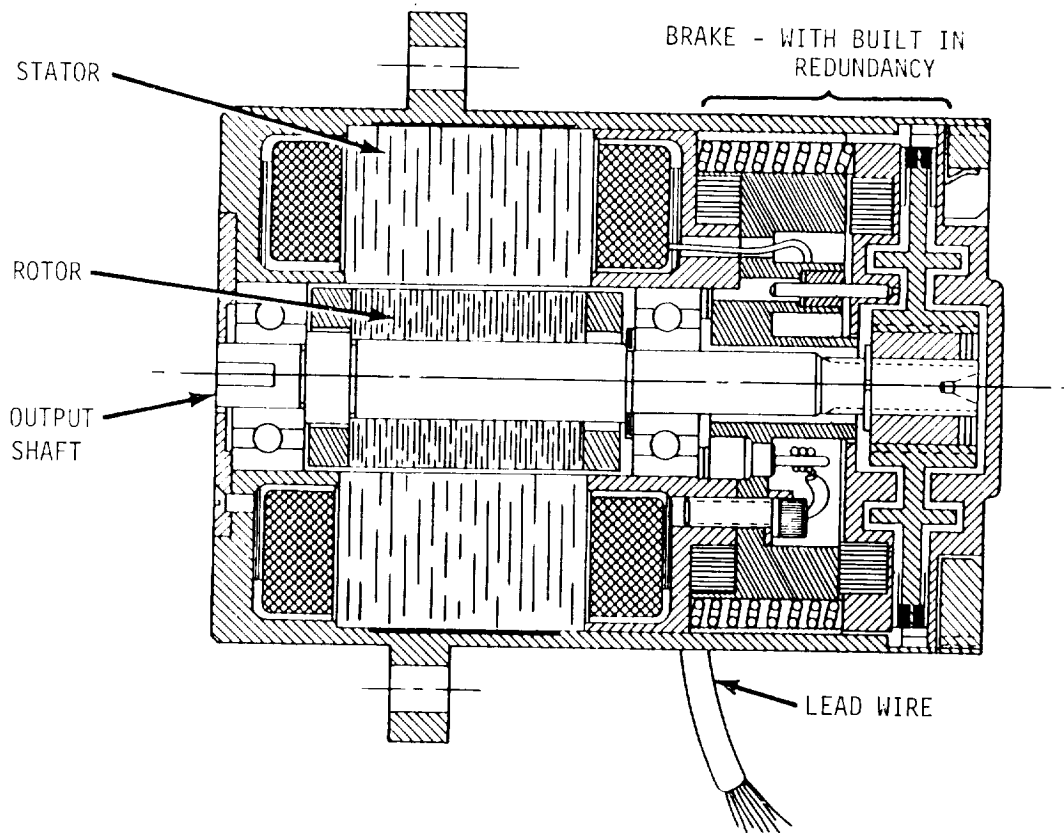 BRAKE - WITH BUILT IN
REDUNDANCY
STATOR
ROTOR
OUTPUT
SHAFT
LEAD WIRE